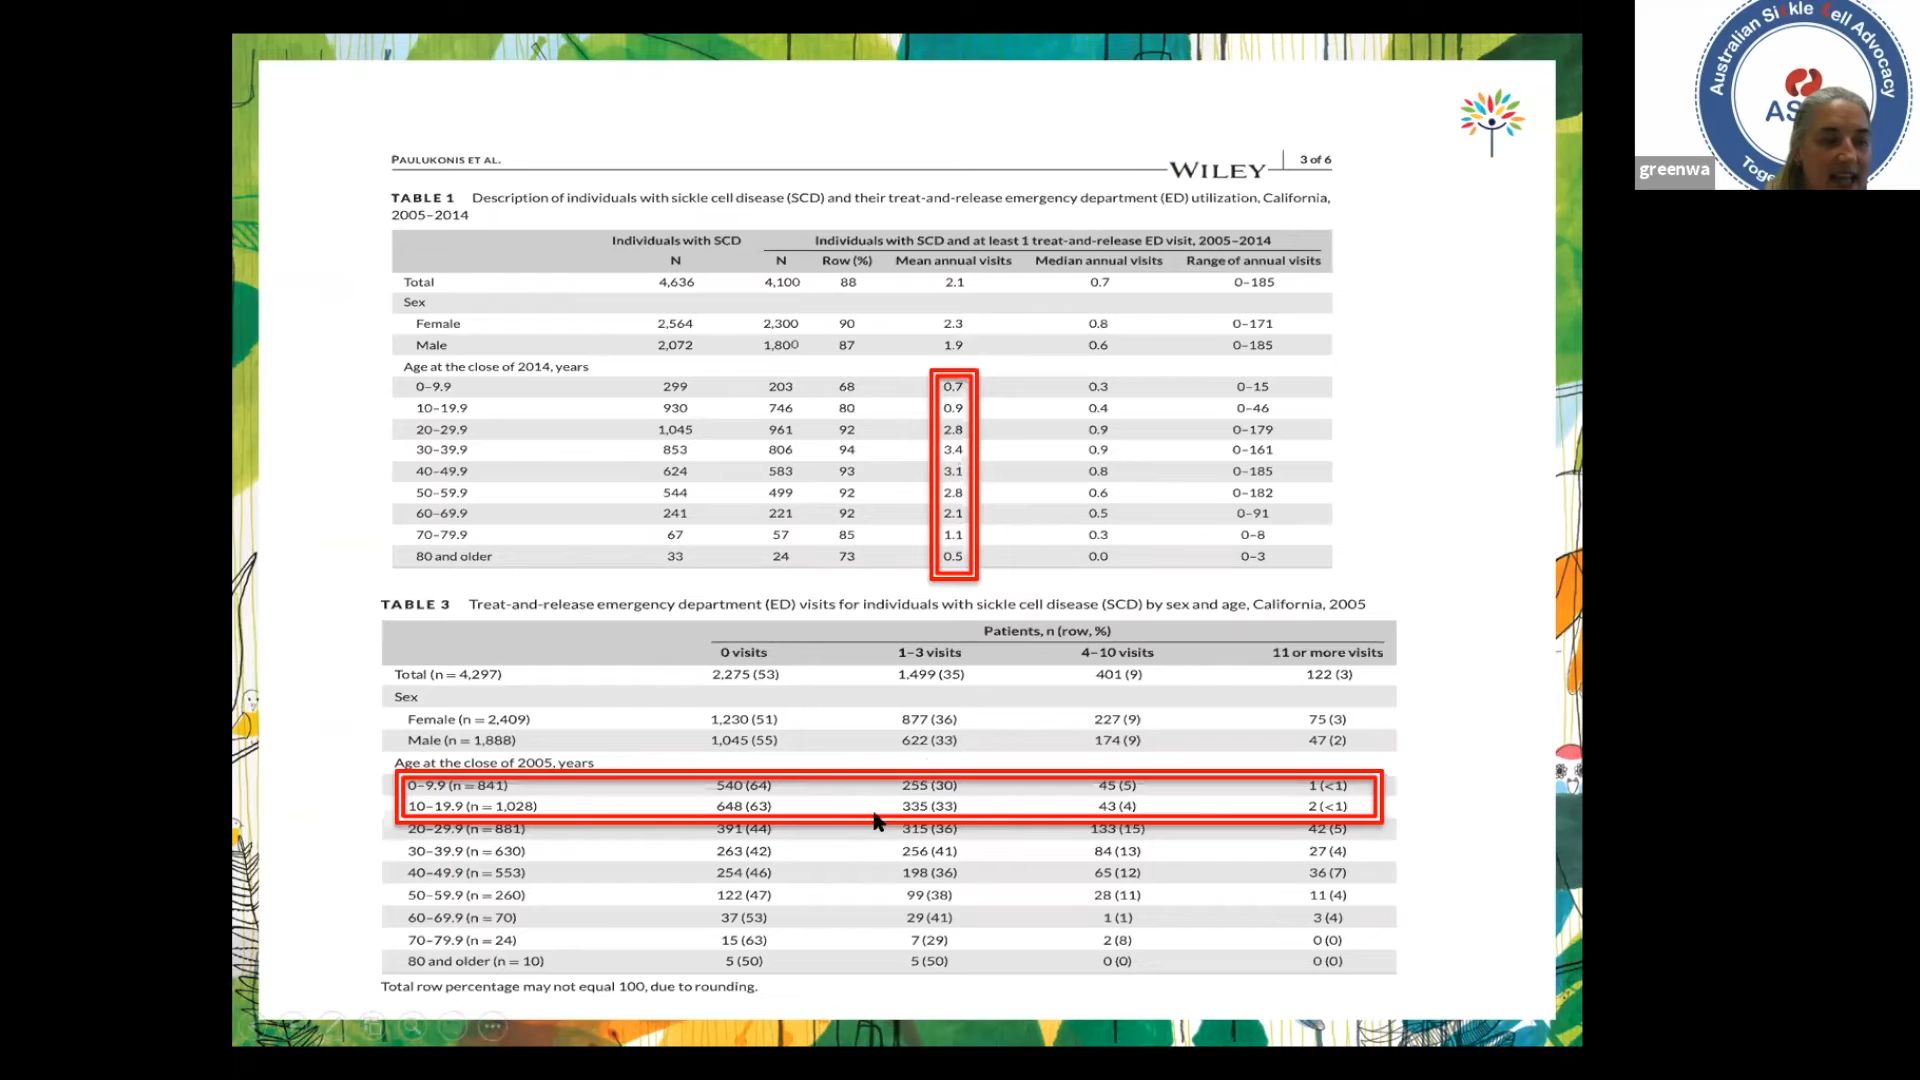 Australian Sickle Cell Advocacy
AS
Toge
greenwa
PAULUKONIS ET AL.
WILEY 3 of 6
TABLE 1 Description of individuals with sickle cell disease (SCD) and their treat-and-release emergency department (ED) utilization, California,
2005–2014
Individuals with SCD Individuals with SCD and at least 1 treat-and-release ED visit, 2005–2014
N N Row (%) Mean annual visits Median annual visits Range of annual visits
Total 4,636 4,100 88 2.1 0.7 0–185
Sex
Female 2,564 2,300 90 2.3 0.8 0–171
Male 2,072 1,800 87 1.9 0.6 0–185
Age at the close of 2014, years
0–9.9 299 203 68 0.7 0.3 0–15
10–19.9 930 746 80 0.9 0.4 0–46
20–29.9 1,045 961 92 2.8 0.9 0–179
30–39.9 853 806 94 3.4 0.9 0–161
40–49.9 624 583 93 3.1 0.8 0–185
50–59.9 544 499 92 2.8 0.6 0–182
60–69.9 241 221 92 2.1 0.5 0–91
70–79.9 67 57 85 1.1 0.3 0–8
80 and older 33 24 73 0.5 0.0 0–3
TABLE 3 Treat-and-release emergency department (ED) visits for individuals with sickle cell disease (SCD) by sex and age, California, 2005
Patients, n (row, %)
0 visits 1–3 visits 4–10 visits 11 or more visits
Total (n = 4,297) 2,275 (53) 1,499 (35) 401 (9) 122 (3)
Sex
Female (n = 2,409) 1,230 (51) 877 (36) 227 (9) 75 (3)
Male (n = 1,888) 1,045 (55) 622 (33) 174 (9) 47 (2)
Age at the close of 2005, years
0–9.9 (n = 841) 540 (64) 255 (30) 45 (5) 1 (<1)
10–19.9 (n = 1,028) 648 (63) 335 (33) 43 (4) 2 (<1)
20–29.9 (n = 881) 391 (44) 315 (36) 133 (15) 42 (5)
30–39.9 (n = 630) 263 (42) 256 (41) 84 (13) 27 (4)
40–49.9 (n = 553) 254 (46) 198 (36) 65 (12) 36 (7)
50–59.9 (n = 260) 122 (47) 99 (38) 28 (11) 11 (4)
60–69.9 (n = 70) 37 (53) 29 (41) 1 (1) 3 (4)
70–79.9 (n = 24) 15 (63) 7 (29) 2 (8) 0 (0)
80 and older (n = 10) 5 (50) 5 (50) 0 (0) 0 (0)
Total row percentage may not equal 100, due to rounding.